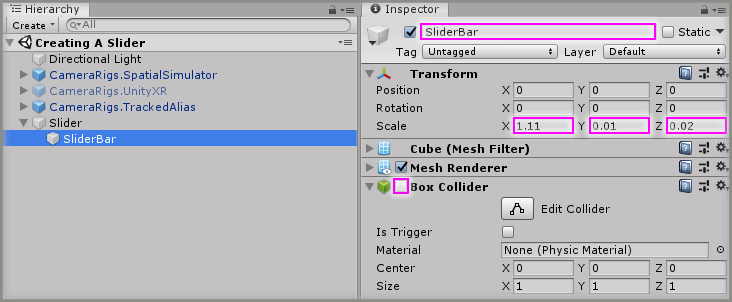 Hierarchy
Create All
Creating A Slider
Directional Light
CameraRigs.SpatialSimulator
CameraRigs.UnityXR
CameraRigs.TrackedAlias
Slider
SliderBar
Inspector
SliderBar Static
Tag Untagged Layer Default
Transform
Position X 0 Y 0 Z 0
Rotation X 0 Y 0 Z 0
Scale X 1.11 Y 0.01 Z 0.02
Cube (Mesh Filter)
Mesh Renderer
Box Collider
Edit Collider
Is Trigger
Material None (Physic Material)
Center X 0 Y 0 Z 0
Size X 1 Y 1 Z 1